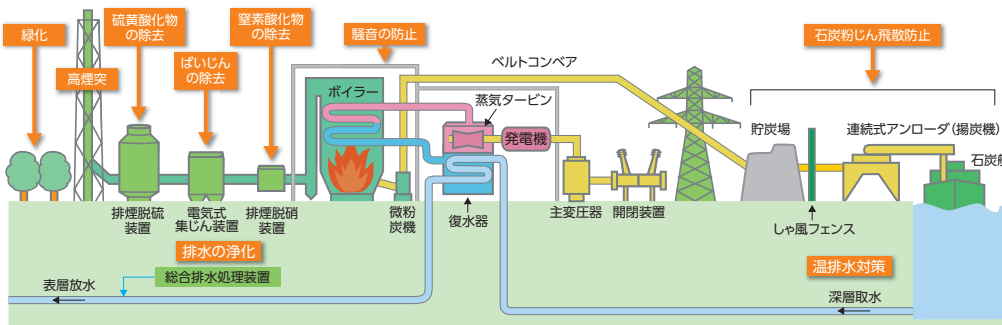 緑化
高煙突
硫黄酸化物
の除去
ばいじん
の除去
窒素酸化物
の除去
騒音の防止
石炭粉じん飛散防止
ベルトコンベア
ボイラー
蒸気タービン
発電機
貯炭場
連続式アンローダ(揚炭機)
石炭船
排煙脱硫
装置
電気式
集じん装置
排煙脱硝
装置
微粉
炭機
復水器
主変圧器
開閉装置
しゃ風フェンス
排水の浄化
総合排水処理装置
温排水対策
表層放水
深層取水